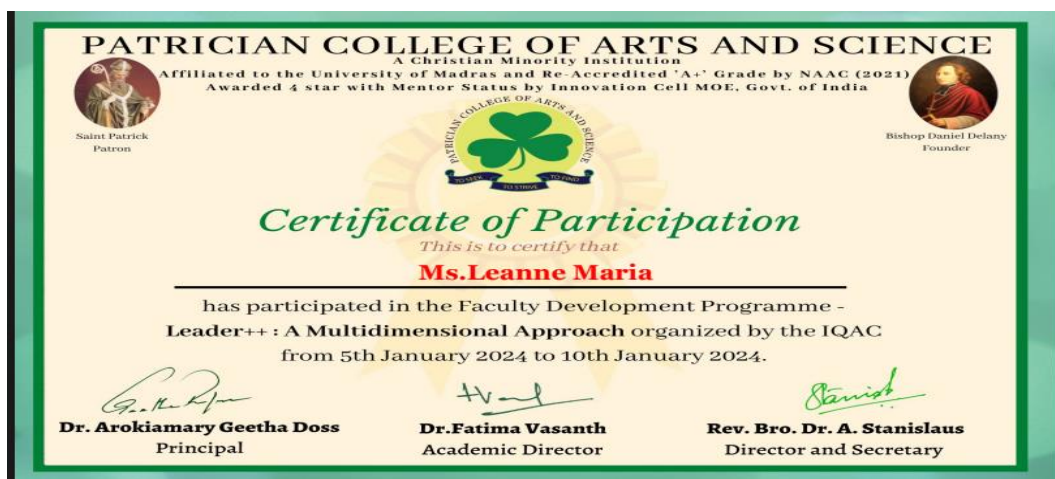 PATRICIAN COLLEGE OF ARTS AND SCIENCE
A Christian Minority Institution
Affiliated to the University of Madras and Re-Accredited 'A+' Grade by NAAC (2021)
Awarded 4 star with Mentor Status by Innovation Cell MOE, Govt. of India
Saint Patrick
Patron
Bishop Daniel Delany
Founder
PATRICIAN COLLEGE OF ARTS AND SCIENCE
TO SEEK
TO STRIVE
TO FIND
Certificate of Participation
This is to certify that
Ms.Leanne Maria
has participated in the Faculty Development Programme -
Leader++ : A Multidimensional Approach organized by the IQAC
from 5th January 2024 to 10th January 2024.
Dr. Arokiamary Geetha Doss
Principal
Dr.Fatima Vasanth
Academic Director
Rev. Bro. Dr. A. Stanislaus
Director and Secretary